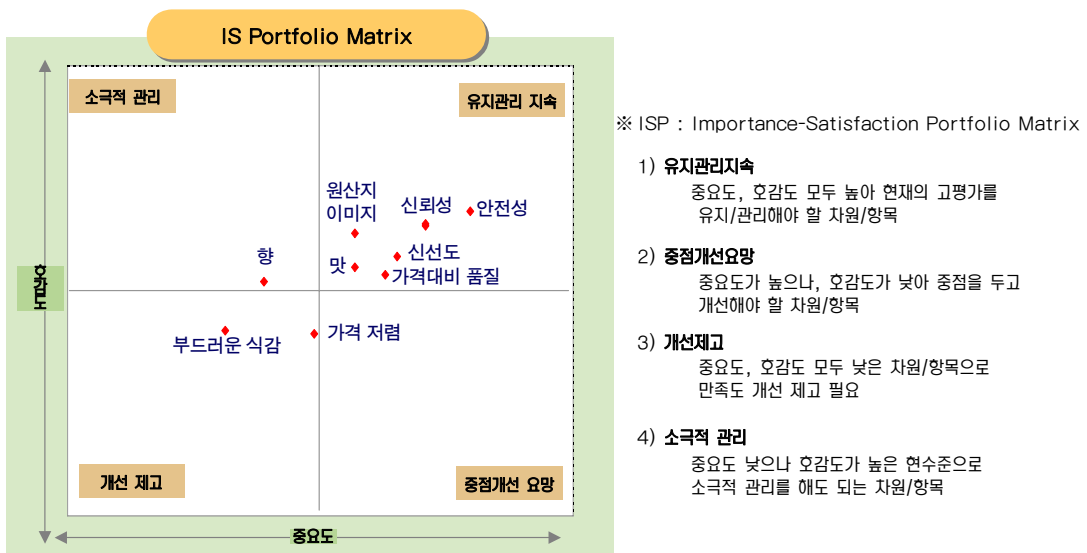 IS Portfolio Matrix
소극적 관리
유지관리 지속
원산지
이미지
신뢰성
안전성
향
맛
신선도
가격대비 품질
호감도
부드러운 식감
가격 저렴
개선 제고
중점개선 요망
중요도
※ ISP : Importance-Satisfaction Portfolio Matrix
1) 유지관리지속
중요도, 호감도 모두 높아 현재의 고평가를
유지/관리해야 할 차원/항목
2) 중점개선요망
중요도가 높으나, 호감도가 낮아 중점을 두고
개선해야 할 차원/항목
3) 개선제고
중요도, 호감도 모두 낮은 차원/항목으로
만족도 개선 제고 필요
4) 소극적 관리
중요도 낮으나 호감도가 높은 현수준으로
소극적 관리를 해도 되는 차원/항목